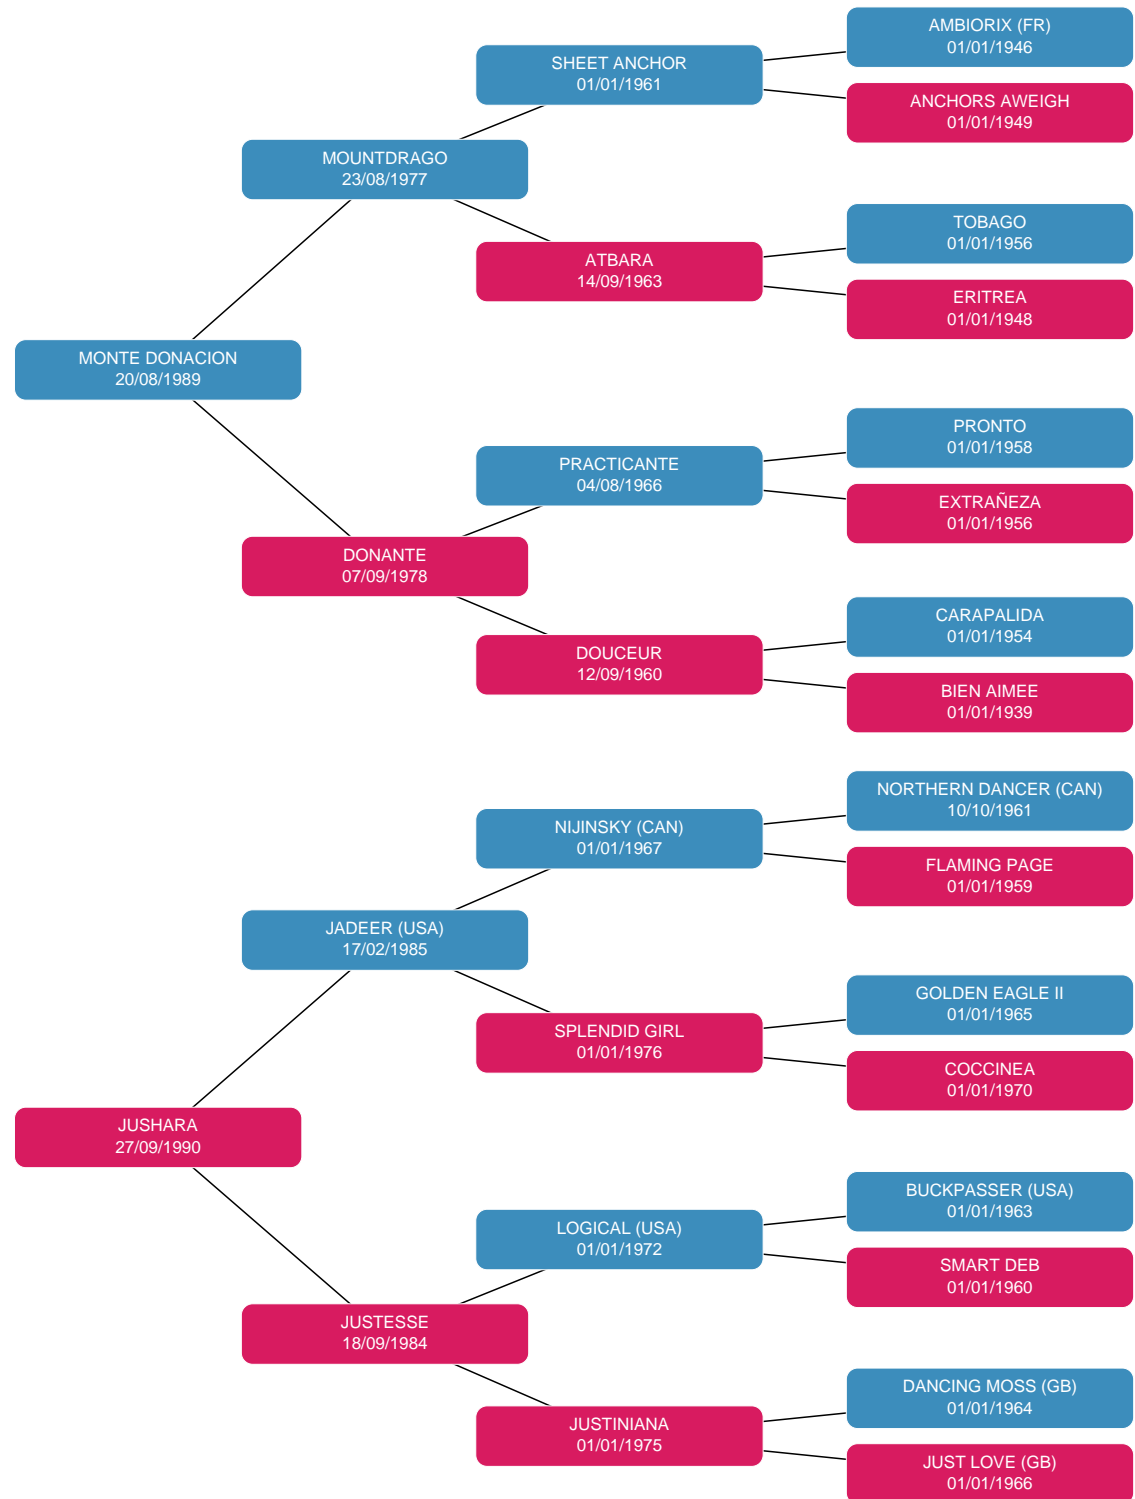 AMBIORIX (FR)
01/01/1946
SHEET ANCHOR
01/01/1961
ANCHORS AWEIGH
01/01/1949
MOUNTDRAGO
23/08/1977
TOBAGO
01/01/1956
ATBARA
14/09/1963
ERITREA
01/01/1948
MONTE DONACION
20/08/1989
PRONTO
01/01/1958
PRACTICANTE
04/08/1966
EXTRAÑEZA
01/01/1956
DONANTE
07/09/1978
CARAPALIDA
01/01/1954
DOUCEUR
12/09/1960
BIEN AIMEE
01/01/1939
NORTHERN DANCER (CAN)
10/10/1961
NIJINSKY (CAN)
01/01/1967
FLAMING PAGE
01/01/1959
JADEER (USA)
17/02/1985
GOLDEN EAGLE II
01/01/1965
SPLENDID GIRL
01/01/1976
COCCINEA
01/01/1970
JUSHARA
27/09/1990
BUCKPASSER (USA)
01/01/1963
LOGICAL (USA)
01/01/1972
SMART DEB
01/01/1960
JUSTESSE
18/09/1984
DANCING MOSS (GB)
01/01/1964
JUSTINIANA
01/01/1975
JUST LOVE (GB)
01/01/1966